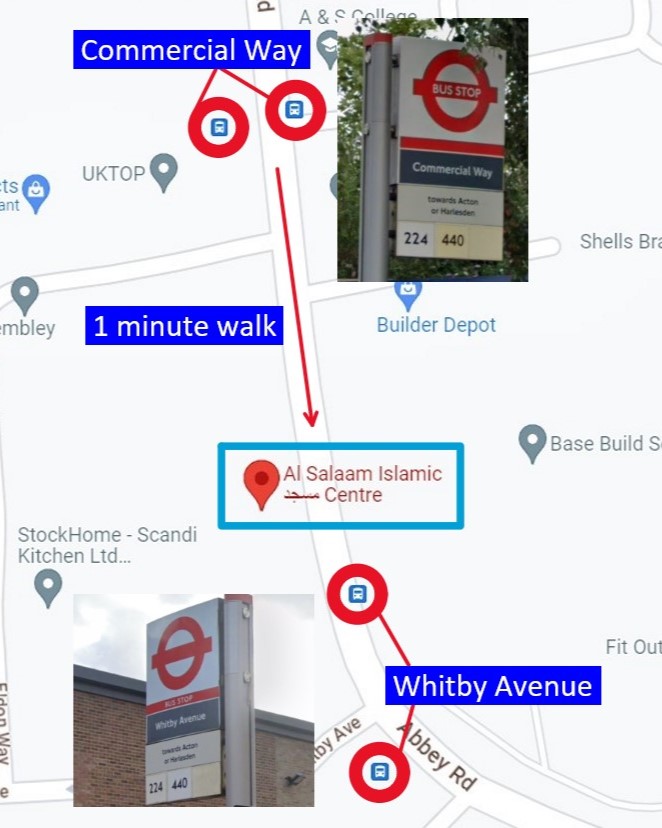 d
A & S College
Commercial Way
BUS STOP
Commercial Way
towards Acton
or Harlesden
224 440
UKTOP
cts
ant
Shells Bra
embley
1 minute walk
Builder Depot
Base Build S
Al Salaam Islamic
مسجد Centre
StockHome - Scandi
Kitchen Ltd...
BUS STOP
Whitby Avenue
towards Acton
or Harlesden
224 440
Fit Out
Whitby Avenue
Eldon Way
by Ave
Abbey Rd
e